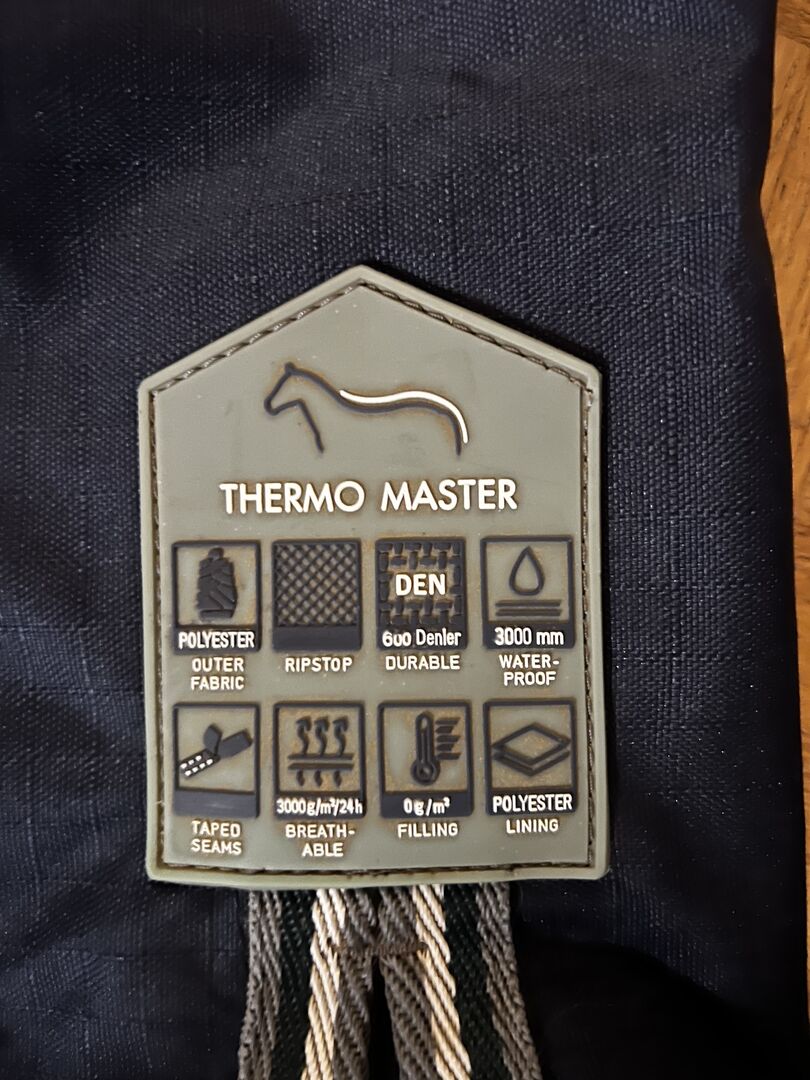 THERMO MASTER
DEN
POLYESTER
OUTER
FABRIC
RIPSTOP
600 Denier
DURABLE
3000 mm
WATER-
PROOF
TAPED
SEAMS
3000g/m²/24h
BREATH-
ABLE
0g/m²
FILLING
POLYESTER
LINING